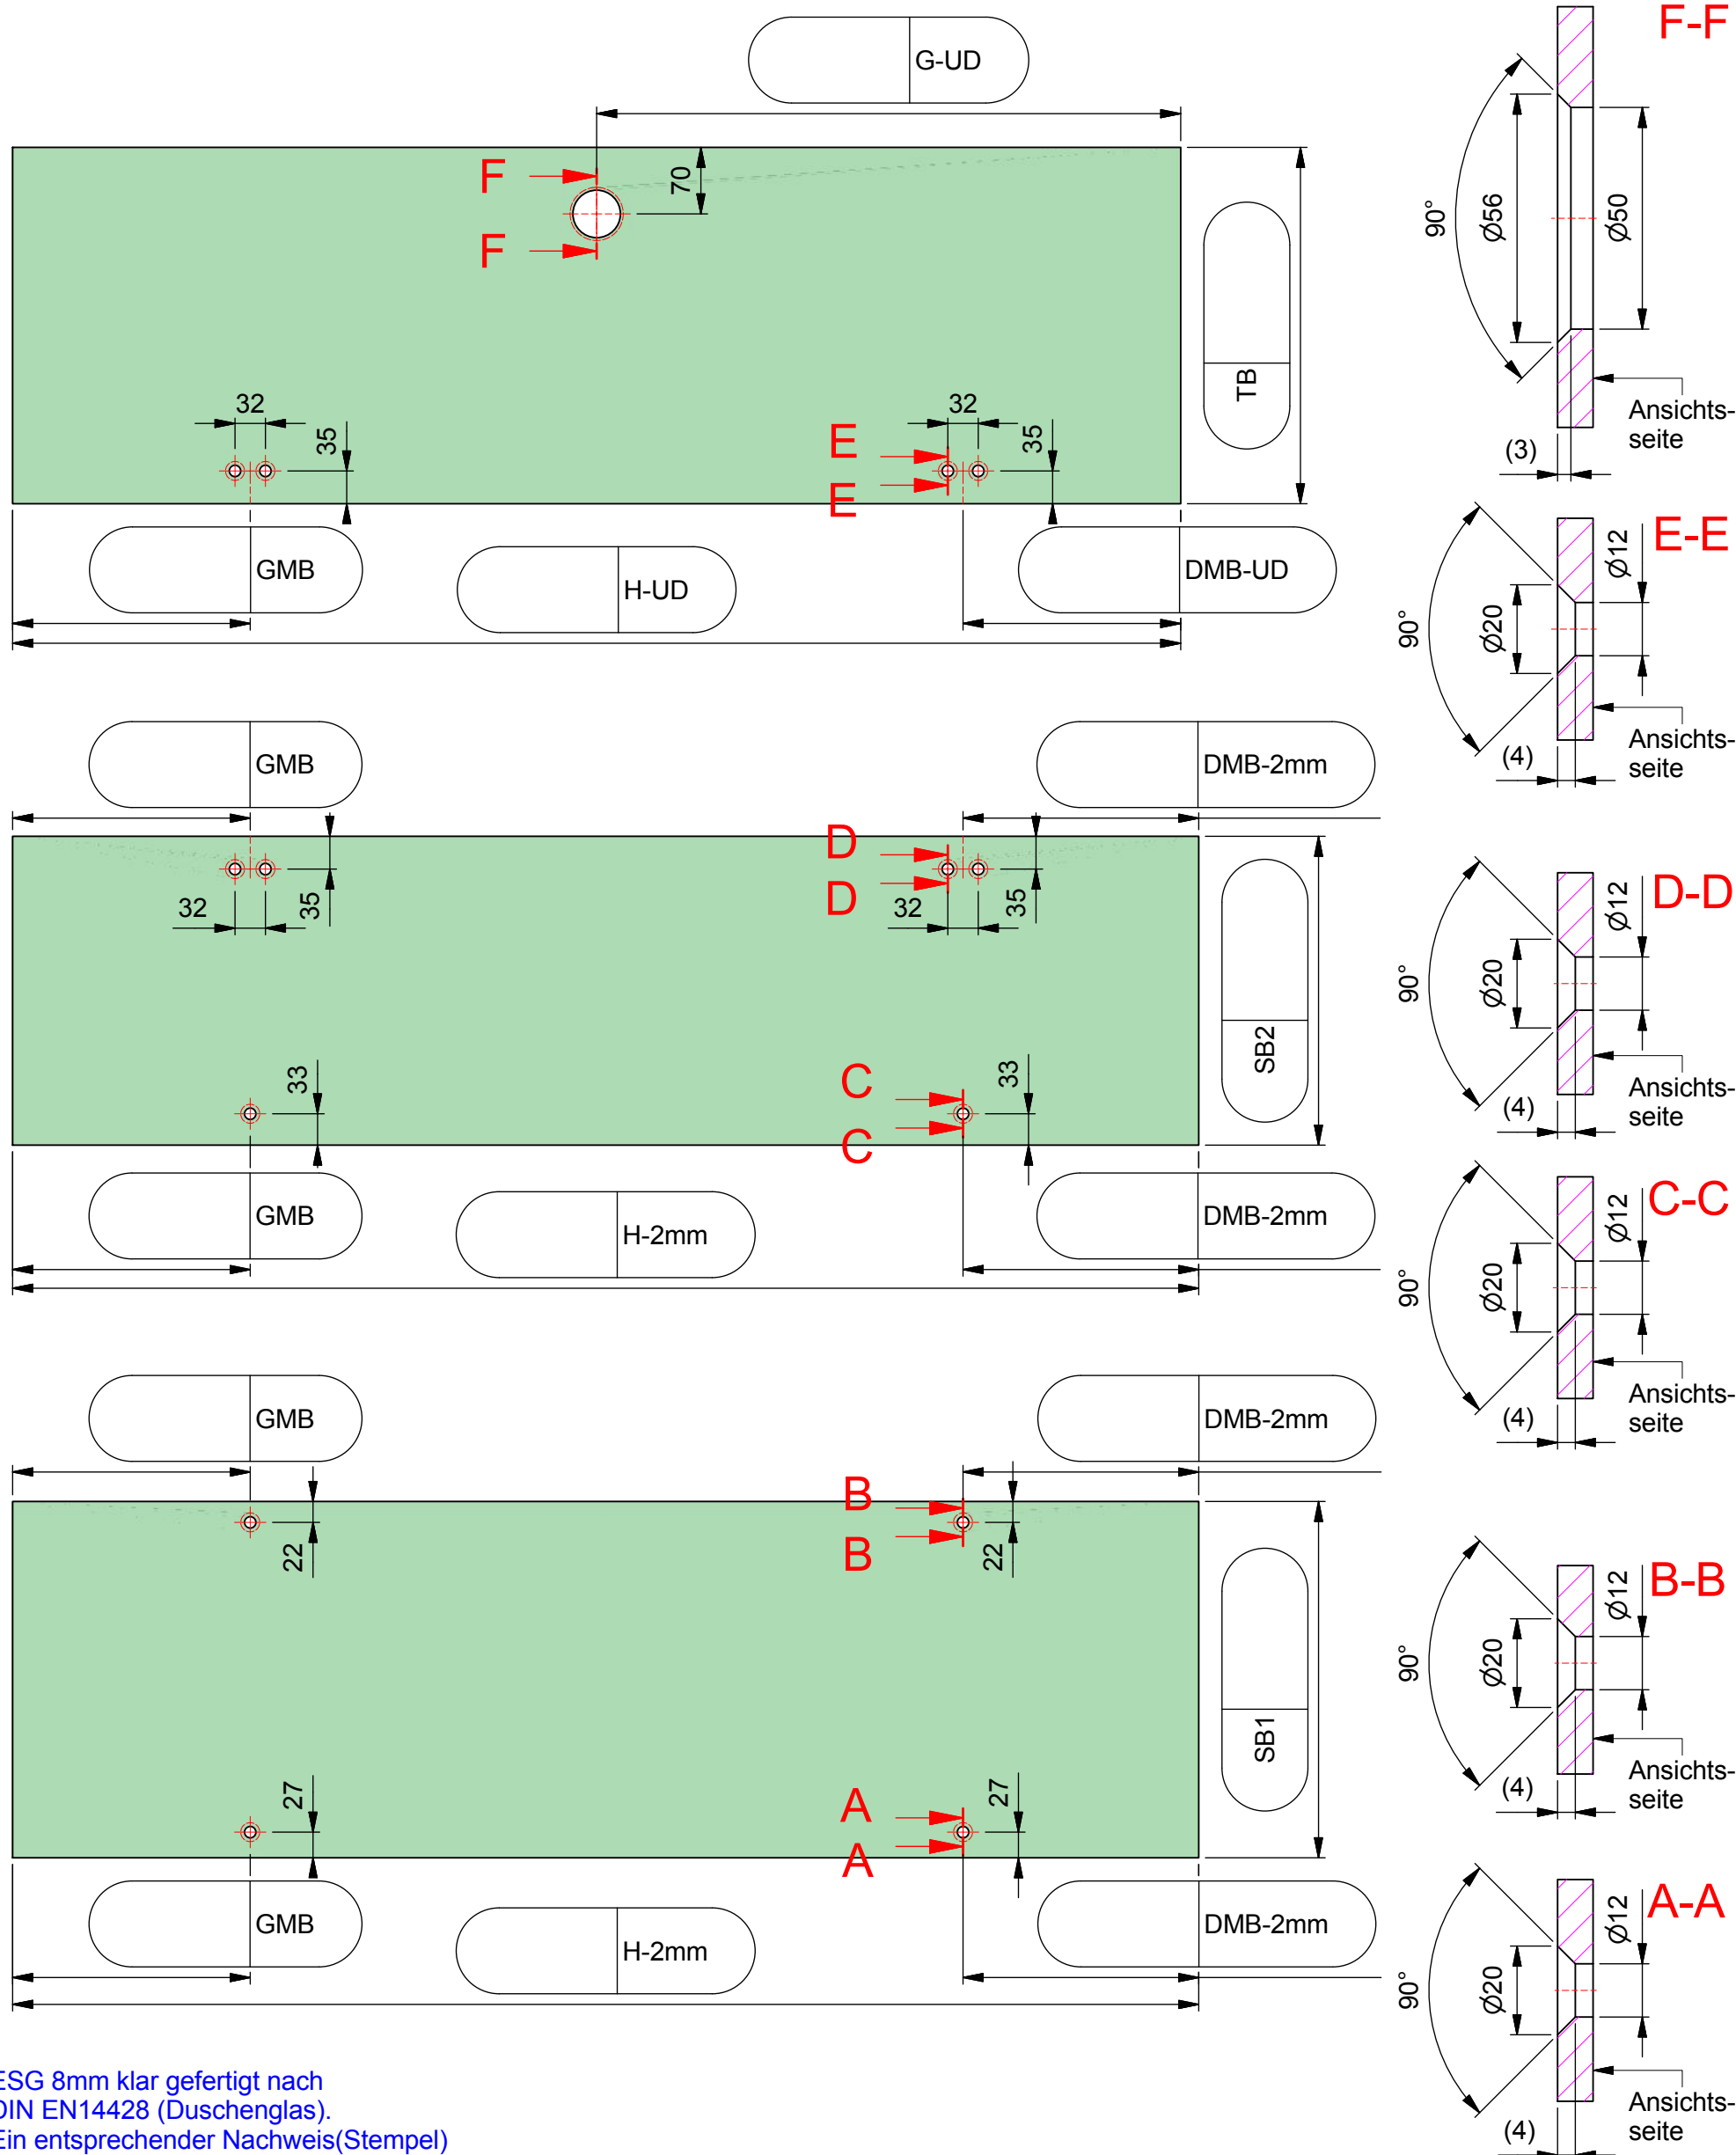 G-UD
F-F
F
70
F
90°
Ø56
Ø50
TB
Ansichts-
seite
(3)
32
35
32
35
E
E
GMB
H-UD
DMB-UD
E-E
Ø12
90°
Ø20
Ansichts-
seite
(4)
GMB
DMB-2mm
D
D
32
35
32
35
SB2
D-D
Ø12
90°
Ø20
Ansichts-
seite
(4)
33
C
C
33
GMB
H-2mm
DMB-2mm
C-C
Ø12
90°
Ø20
Ansichts-
seite
(4)
GMB
DMB-2mm
B
B
22
22
SB1
B-B
Ø12
90°
Ø20
Ansichts-
seite
(4)
27
A
A
27
GMB
H-2mm
DMB-2mm
A-A
Ø12
90°
Ø20
Ansichts-
seite
(4)
ESG 8mm klar gefertigt nach
DIN EN14428 (Duschenglas).
Ein entsprechender Nachweis(Stempel)